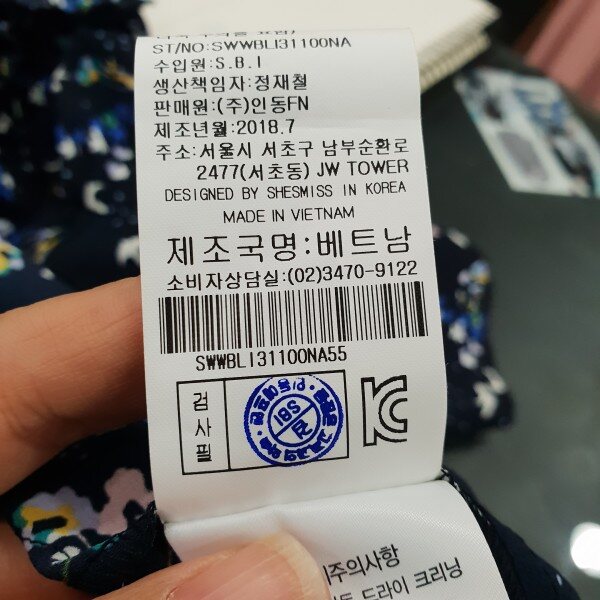 ST/NO:SWWBLI31100NA
수입원:S.B.I
생산책임자:정재철
판매원:(주)인동FN
제조년월:2018.7
주소:서울시 서초구 남부순환로
2477(서초동) JW TOWER
DESIGNED BY SHESMISS IN KOREA
MADE IN VIETNAM
제조국명:베트남
소비자상담실:(02)3470-9122
SWWBLI31100NA55
검사필
SBI
KC
주의사항
드라이 크리닝